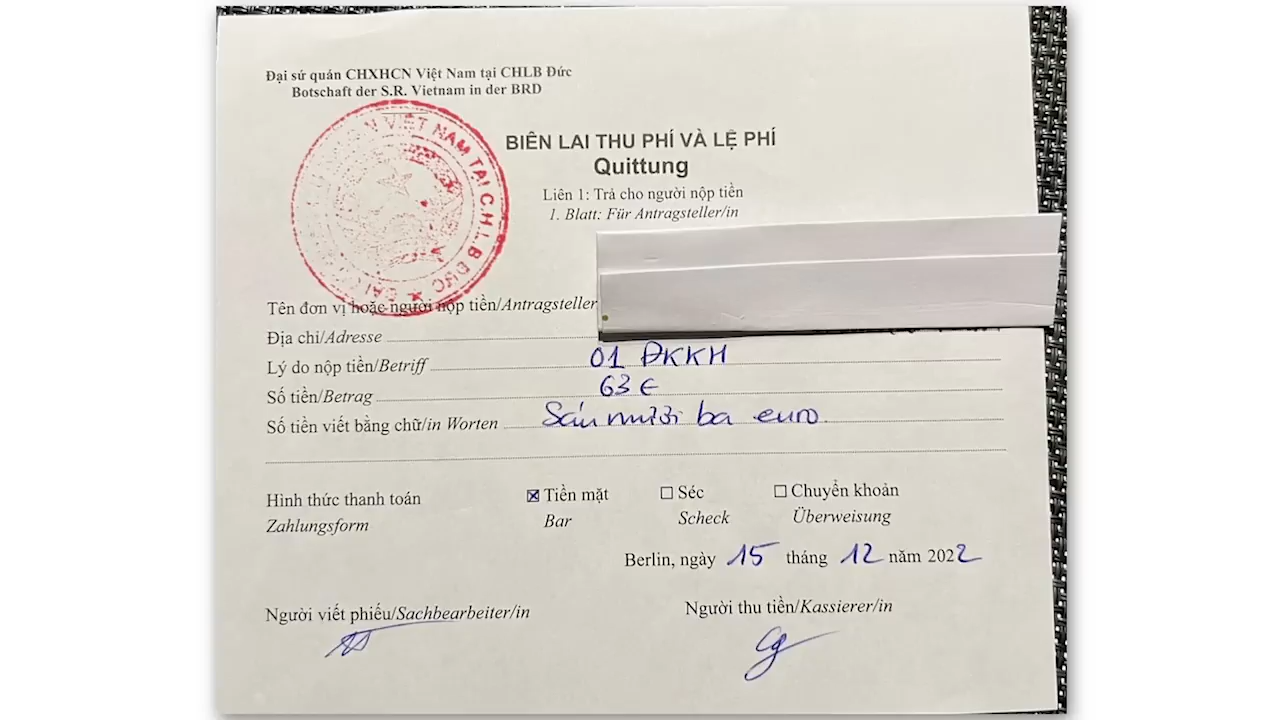 Đại sứ quán CHXHCN Việt Nam tại CHLB Đức
Botschaft der S.R. Vietnam in der BRD
VIỆT NAM TẠI C.H.L.B ĐỨC
BIÊN LAI THU PHÍ VÀ LỆ PHÍ
Quittung
Liên 1: Trả cho người nộp tiền
1. Blatt: Für Antragsteller/in
Tên đơn vị hoặc người nộp tiền/Antragsteller
Địa chỉ/Adresse
Lý do nộp tiền/Betriff 01 ĐKKH
Số tiền/Betrag 63 €
Số tiền viết bằng chữ/in Worten Sáu mươi ba euro
Hình thức thanh toán ☒ Tiền mặt ☐ Séc ☐ Chuyển khoản
Zahlungsform Bar Scheck Überweisung
Berlin, ngày 15 tháng 12 năm 2022
Người viết phiếu/Sachbearbeiter/in Người thu tiền/Kassierer/in